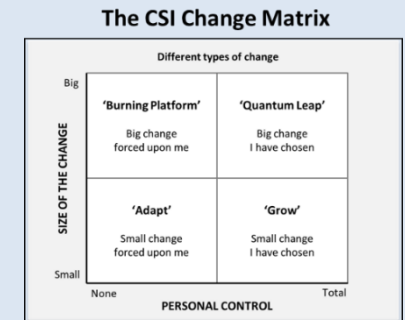 The CSI Change Matrix
Different types of change
Big
SIZE OF THE CHANGE
Small
'Burning Platform'
Big change
forced upon me
'Quantum Leap'
Big change
I have chosen
'Adapt'
Small change
forced upon me
'Grow'
Small change
I have chosen
None
Total
PERSONAL CONTROL